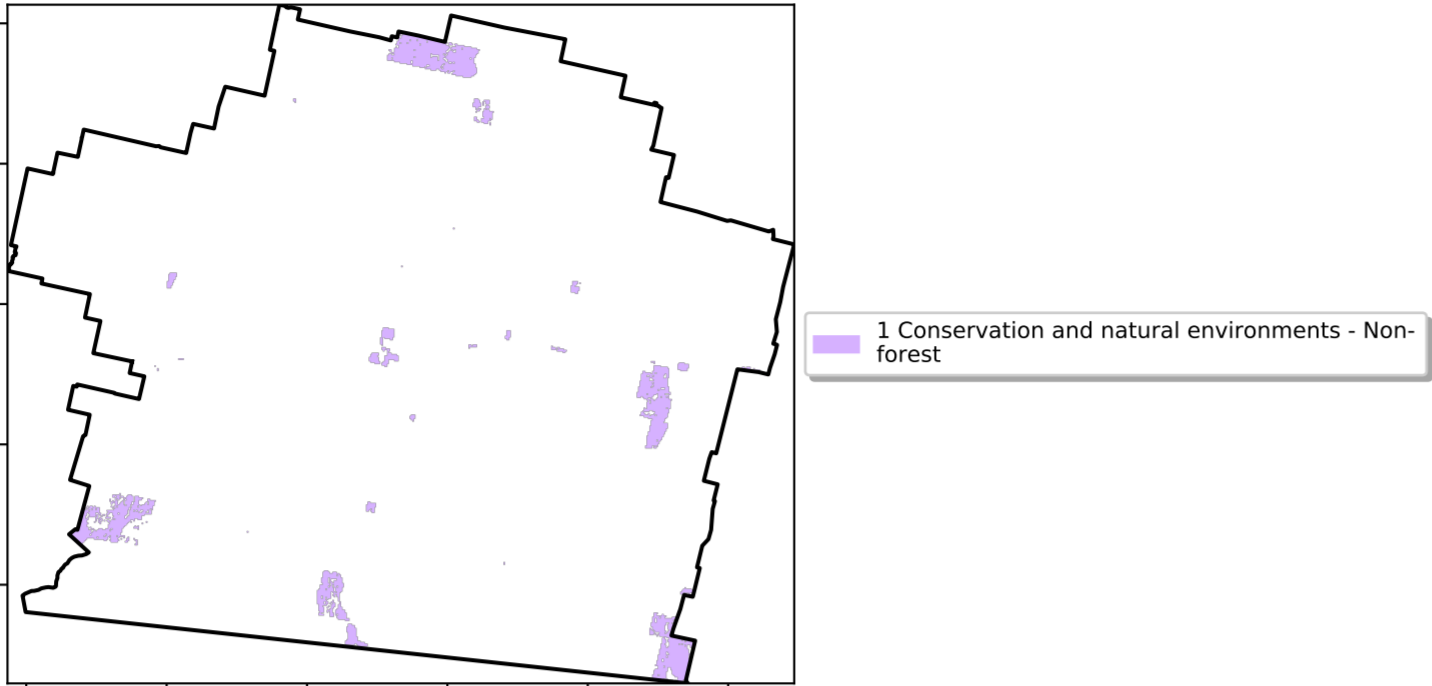 1 Conservation and natural environments - Non-
forest